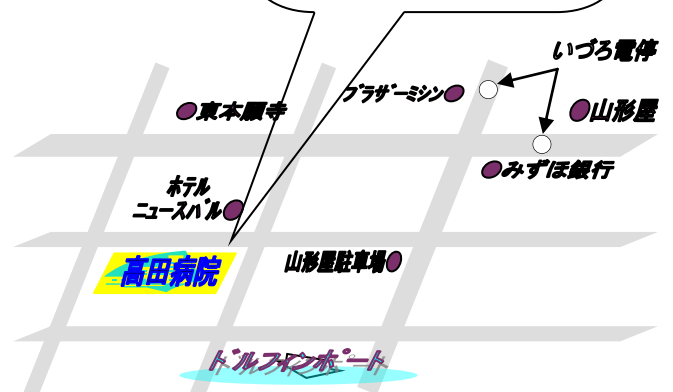 いづろ電停
ブラザーミシン
東本願寺
山形屋
みずほ銀行
ホテル
ニュースバル
山形屋駐車場
高田病院
ドルフィンポート